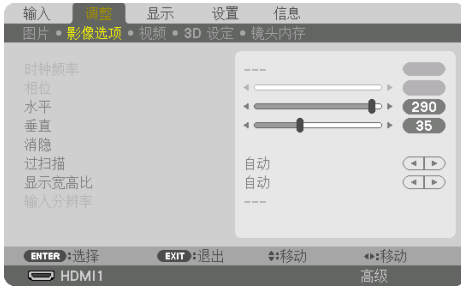 输入 调整 显示 设置 信息
图片 • 影像选项 • 视频 • 3D 设定 • 镜头内存
时钟频率 ---
相位
水平 290
垂直 35
消隐
过扫描 自动
显示宽高比 自动
输入分辨率 ---
ENTER :选择 EXIT :退出 :移动 :移动
HDMI1 高级